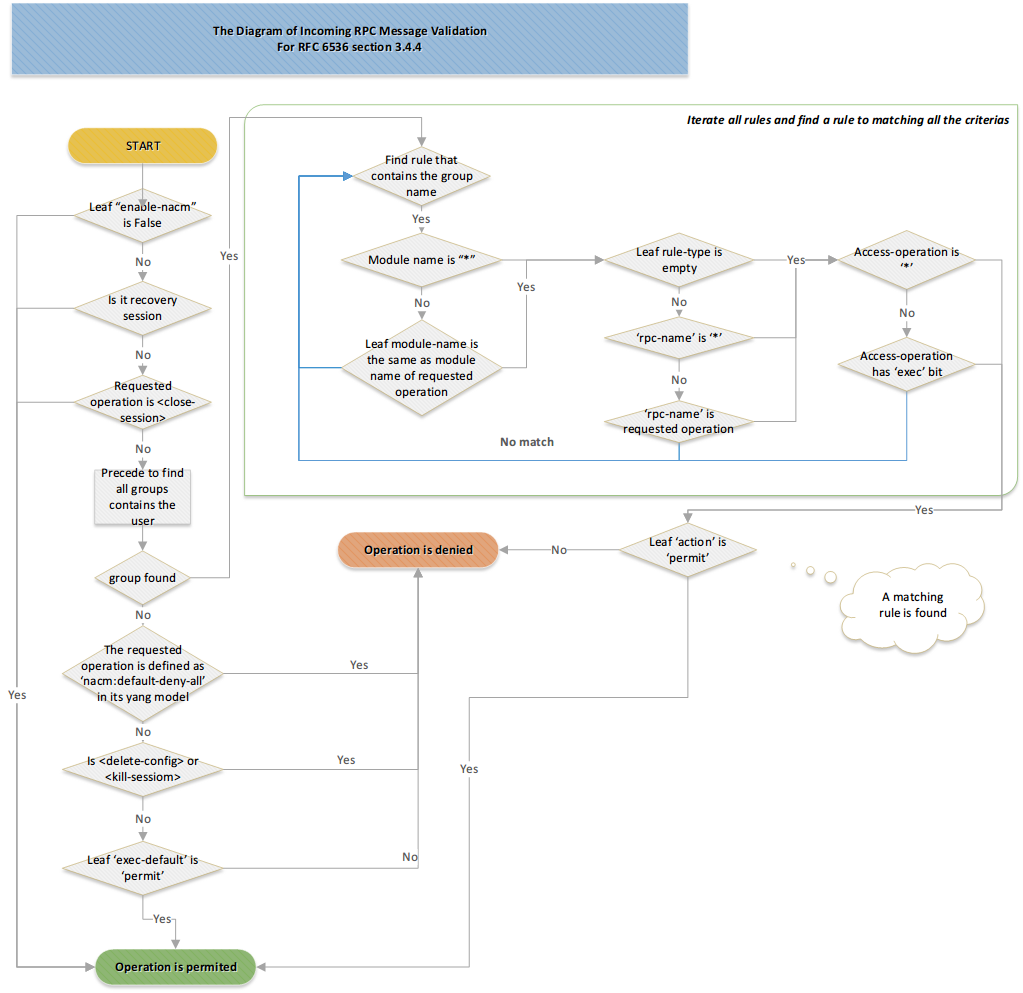 The Diagram of Incoming RPC Message Validation
For RFC 6536 section 3.4.4
Iterate all rules and find a rule to matching all the criterias
START
Leaf “enable-nacm”
is False
No
Is it recovery
session
No
Requested
operation is <close-
session>
No
Precede to find
all groups
contains the
user
group found
No
The requested
operation is defined as
‘nacm:default-deny-all’
in its yang model
No
Is <delete-config> or
<kill-sessiom>
No
Leaf ‘exec-default’ is
‘permit’
Yes
Operation is permited
Yes
Yes
Find rule that
contains the group
name
Yes
Module name is “*”
No
Leaf module-name is
the same as module
name of requested
operation
Yes
Leaf rule-type is
empty
No
‘rpc-name’ is ‘*’
No
‘rpc-name’ is
requested operation
Yes
Access-operation is
‘*’
No
Access-operation
has ‘exec’ bit
No match
Yes
Leaf ‘action’ is
‘permit’
No
Operation is denied
A matching
rule is found
Yes
Yes
No
Yes